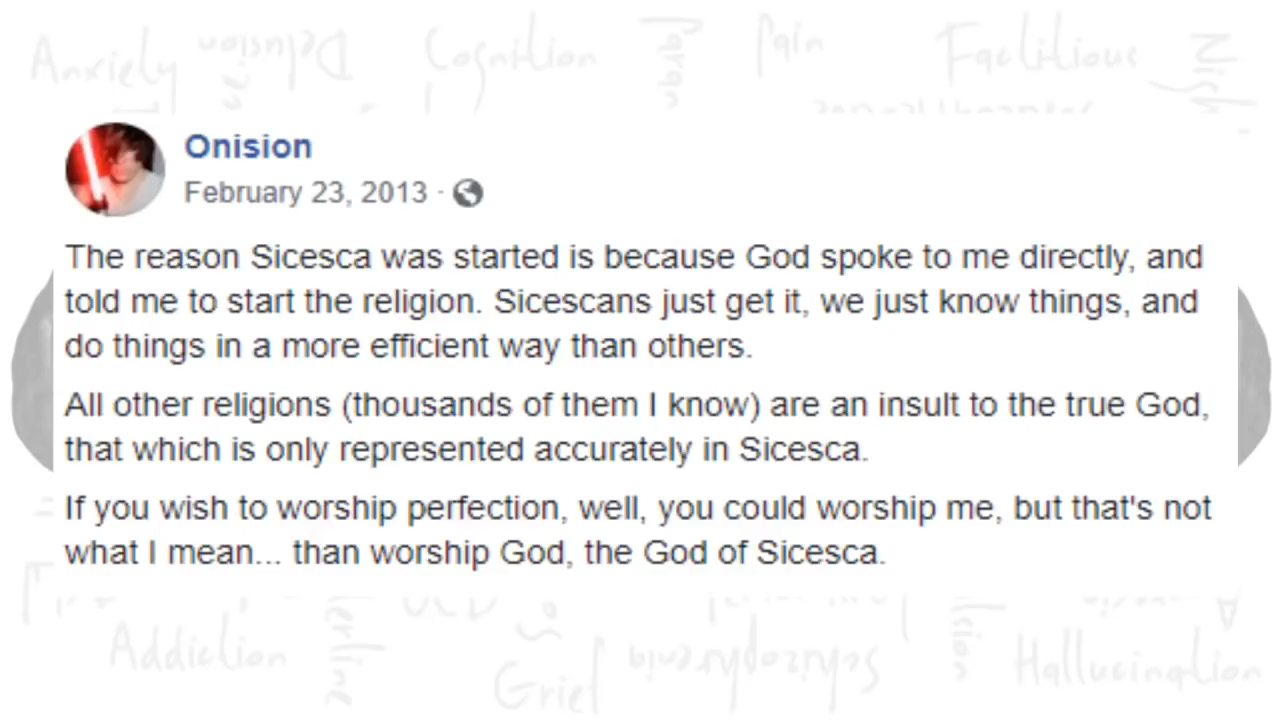 Anxiety
Delusion
Cognition
Pain
Factitious
Onision
February 23, 2013 ·
The reason Sicesca was started is because God spoke to me directly, and
told me to start the religion. Sicescans just get it, we just know things, and
do things in a more efficient way than others.
All other religions (thousands of them I know) are an insult to the true God,
that which is only represented accurately in Sicesca.
If you wish to worship perfection, well, you could worship me, but that's not
what I mean... than worship God, the God of Sicesca.
Addiction
Grief
Schizophrenia
Hallucination